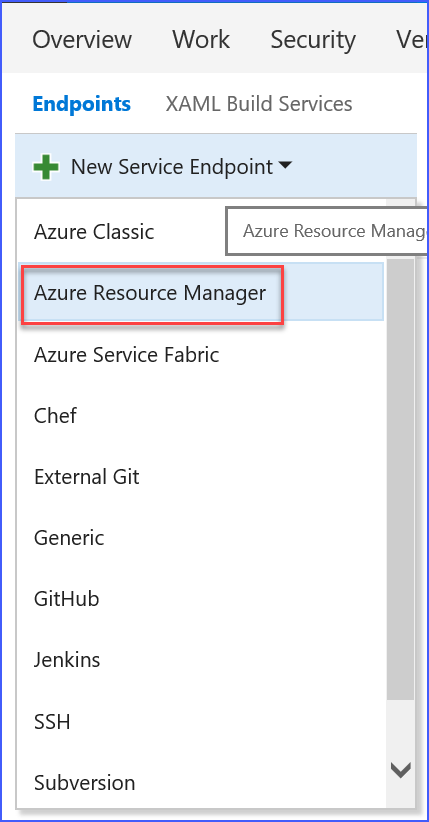 Overview Work Security Ve
Endpoints XAML Build Services
New Service Endpoint
Azure Classic
Azure Resource Manag
Azure Resource Manager
Azure Service Fabric
Chef
External Git
Generic
GitHub
Jenkins
SSH
Subversion